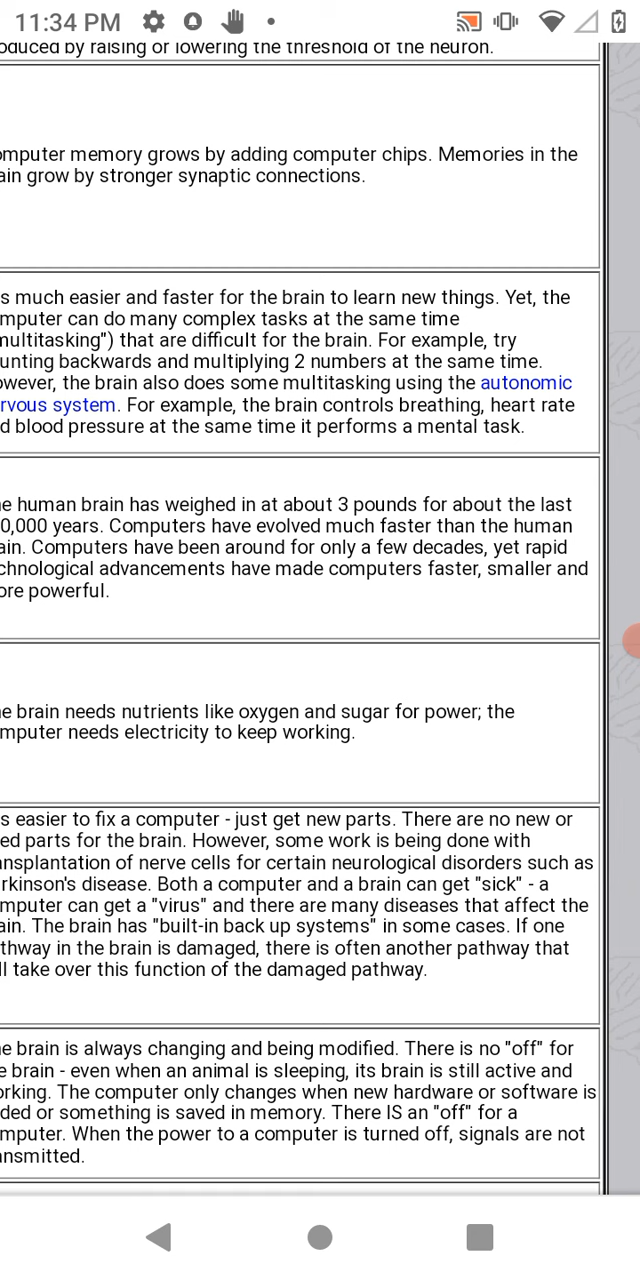 11:34 PM
oduced by raising or lowering the threshold of the neuron.
omputer memory grows by adding computer chips. Memories in the
ain grow by stronger synaptic connections.
s much easier and faster for the brain to learn new things. Yet, the
mputer can do many complex tasks at the same time
multitasking") that are difficult for the brain. For example, try
unting backwards and multiplying 2 numbers at the same time.
owever, the brain also does some multitasking using the autonomic
rvous system. For example, the brain controls breathing, heart rate
d blood pressure at the same time it performs a mental task.
e human brain has weighed in at about 3 pounds for about the last
0,000 years. Computers have evolved much faster than the human
ain. Computers have been around for only a few decades, yet rapid
chnological advancements have made computers faster, smaller and
ore powerful.
e brain needs nutrients like oxygen and sugar for power; the
mputer needs electricity to keep working.
s easier to fix a computer - just get new parts. There are no new or
ed parts for the brain. However, some work is being done with
ansplantation of nerve cells for certain neurological disorders such as
rkinson's disease. Both a computer and a brain can get "sick" - a
mputer can get a "virus" and there are many diseases that affect the
ain. The brain has "built-in back up systems" in some cases. If one
thway in the brain is damaged, there is often another pathway that
ll take over this function of the damaged pathway.
e brain is always changing and being modified. There is no "off" for
e brain - even when an animal is sleeping, its brain is still active and
orking. The computer only changes when new hardware or software is
ded or something is saved in memory. There IS an "off" for a
mputer. When the power to a computer is turned off, signals are not
ansmitted.